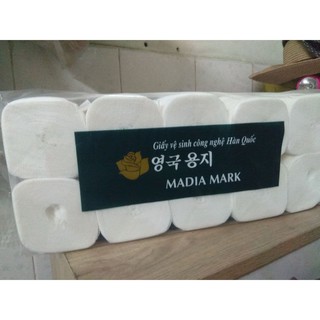 Giấy vệ sinh công nghệ Hàn Quốc
영국 용지
MADIA MARK